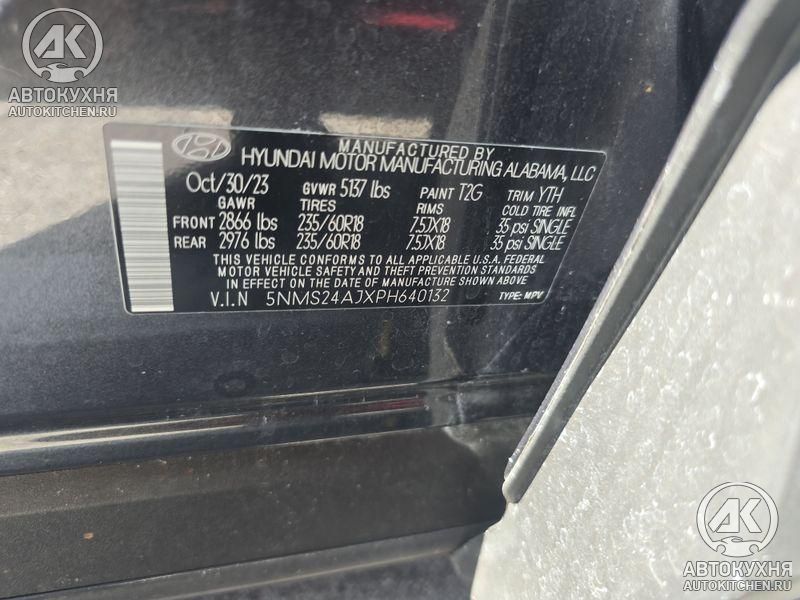 АК
АВТОКУХНЯ
AUTOKITCHEN.RU
MANUFACTURED BY
HYUNDAI MOTOR MANUFACTURING ALABAMA, LLC
Oct/30/23 GVWR 5137 lbs PAINT T2G TRIM YTH
GAWR TIRES RIMS COLD TIRE INFL
FRONT 2866 lbs 235/60R18 7.5JX18 35 psi SINGLE
REAR 2976 lbs 235/60R18 7.5JX18 35 psi SINGLE
THIS VEHICLE CONFORMS TO ALL APPLICABLE U.S.A. FEDERAL
MOTOR VEHICLE SAFETY AND THEFT PREVENTION STANDARDS
IN EFFECT ON THE DATE OF MANUFACTURE SHOWN ABOVE
V.I.N 5NMS24AJXPH640132 TYPE: MPV
АК
АВТОКУХНЯ
AUTOKITCHEN.RU